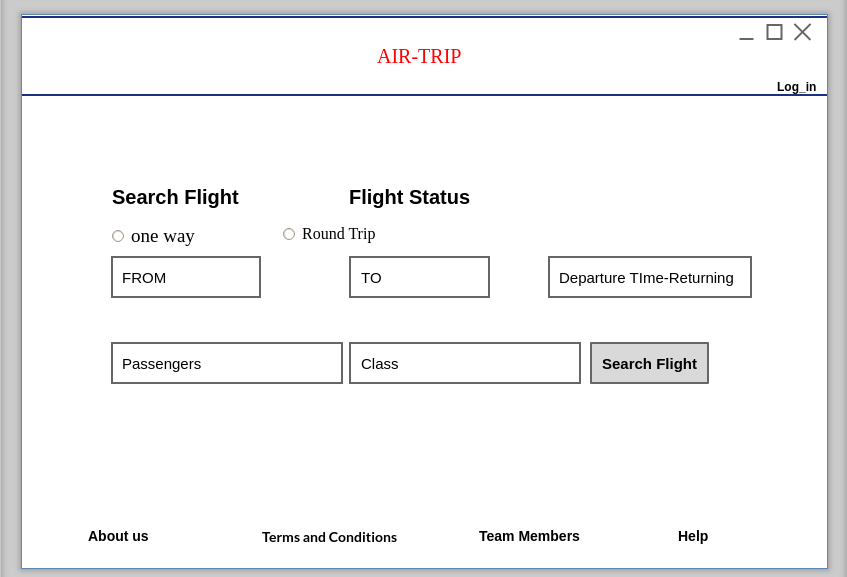 AIR-TRIP
Log_in
Search Flight
Flight Status
one way
Round Trip
FROM
TO
Departure TIme-Returning
Passengers
Class
Search Flight
About us
Terms and Conditions
Team Members
Help